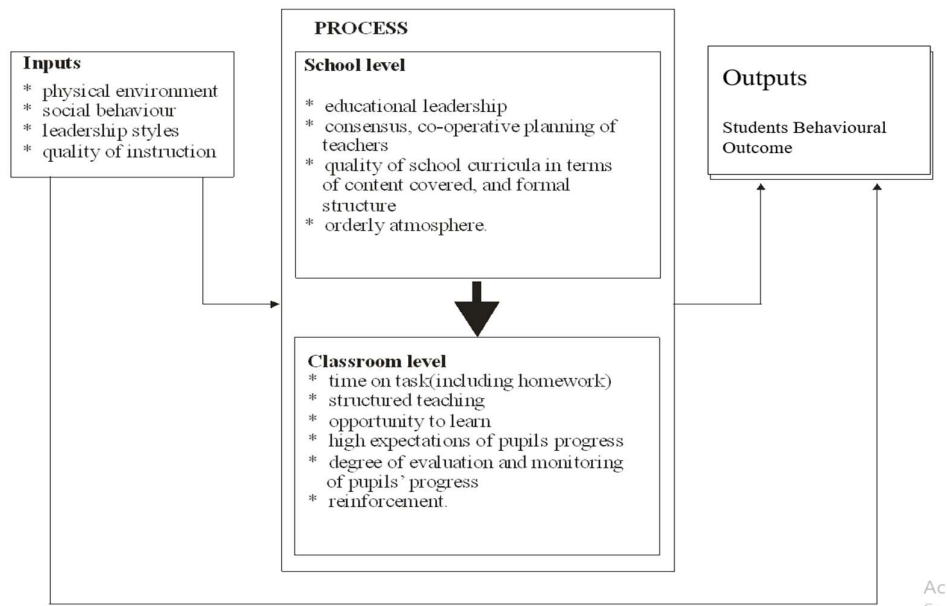 PROCESS
Inputs
* physical environment
* social behaviour
* leadership styles
* quality of instruction
School level
* educational leadership
* consensus, co-operative planning of
teachers
* quality of school curricula in terms
of content covered, and formal
structure
* orderly atmosphere.
Classroom level
* time on task(including homework)
* structured teaching
* opportunity to learn
* high expectations of pupils progress
* degree of evaluation and monitoring
of pupils' progress
* reinforcement.
Outputs
Students Behavioural
Outcome
Ac